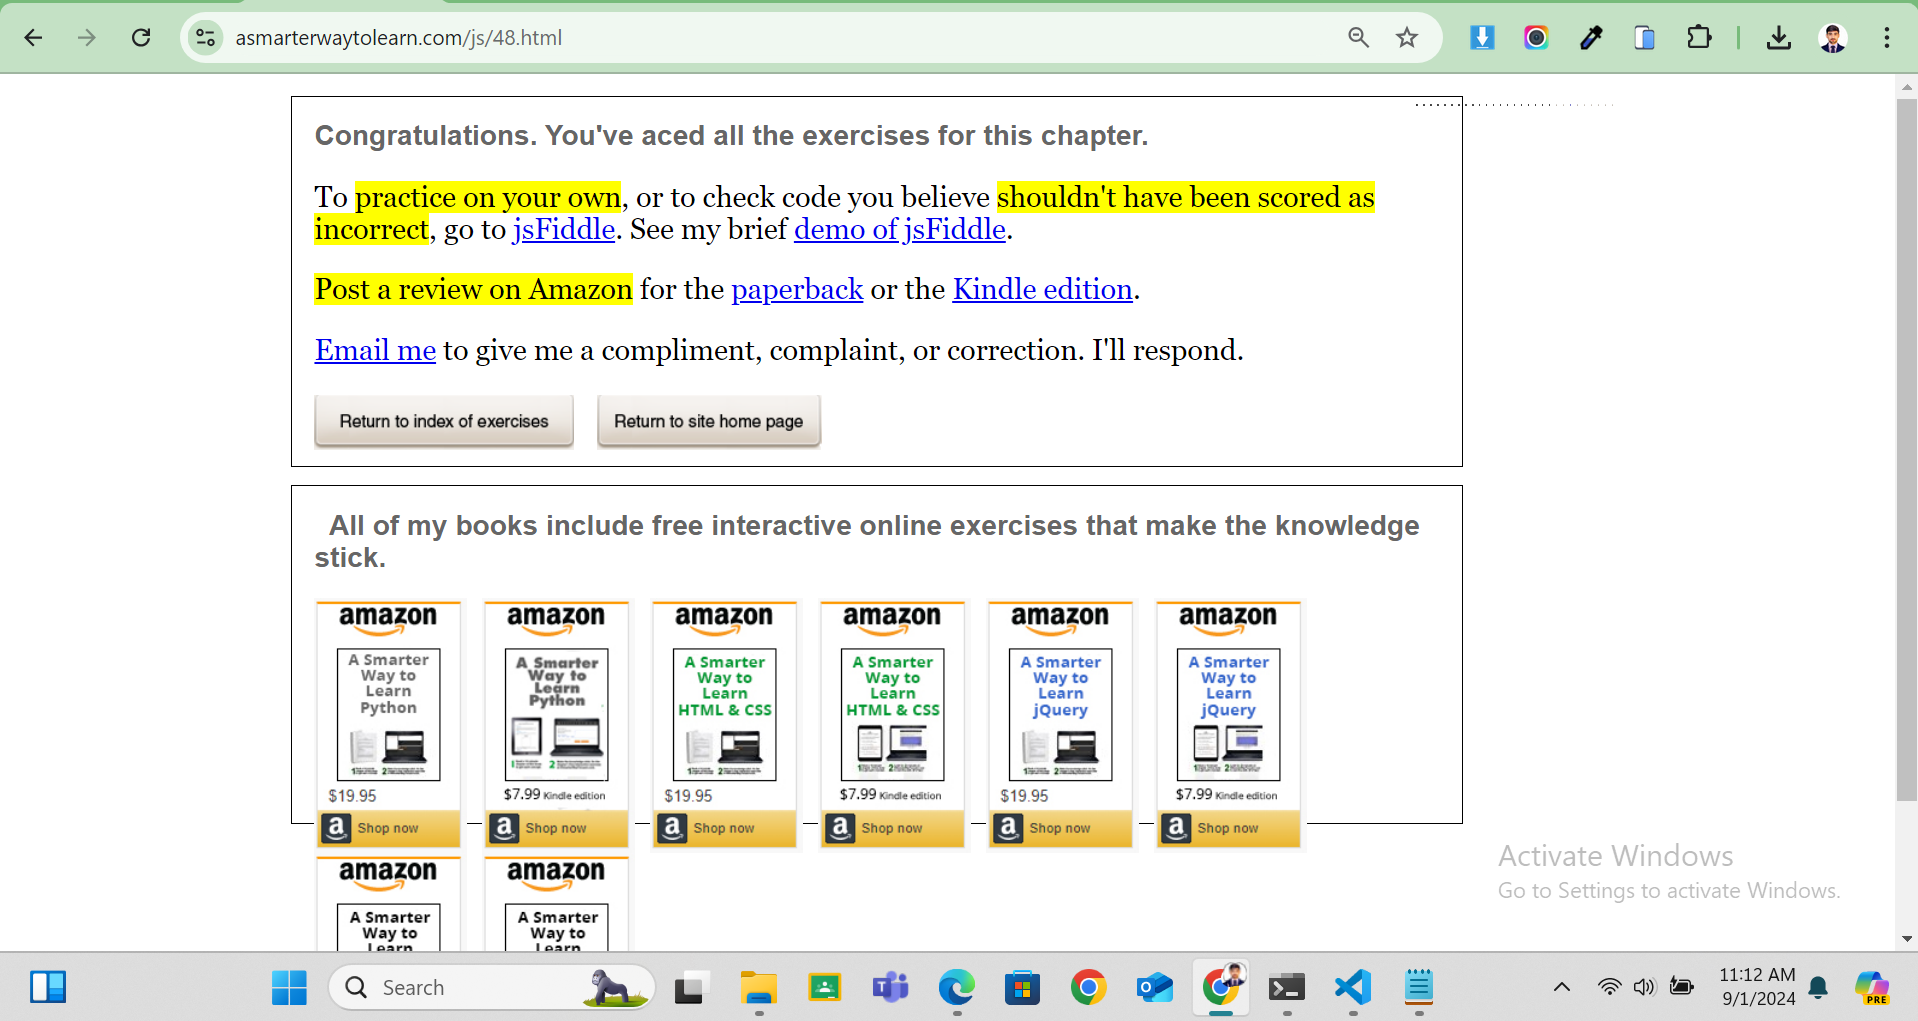 asmarterwaytolearn.com/js/48.html
Congratulations. You've aced all the exercises for this chapter.
To practice on your own, or to check code you believe shouldn't have been scored as
incorrect, go to jsFiddle. See my brief demo of jsFiddle.
Post a review on Amazon for the paperback or the Kindle edition.
Email me to give me a compliment, complaint, or correction. I'll respond.
Return to index of exercises Return to site home page
All of my books include free interactive online exercises that make the knowledge
stick.
amazon amazon amazon amazon amazon amazon
A Smarter A Smarter A Smarter A Smarter A Smarter A Smarter
Way to Way to Way to Way to Way to Way to
Learn Learn Learn Learn Learn Learn
Python Python HTML & CSS HTML & CSS jQuery jQuery
$19.95 $7.99 Kindle edition $19.95 $7.99 Kindle edition $19.95 $7.99 Kindle edition
a Shop now a Shop now a Shop now a Shop now a Shop now a Shop now
amazon amazon
A Smarter A Smarter
Way to Way to
Learn Learn
Activate Windows
Go to Settings to activate Windows.
Search
11:12 AM
9/1/2024
PRE